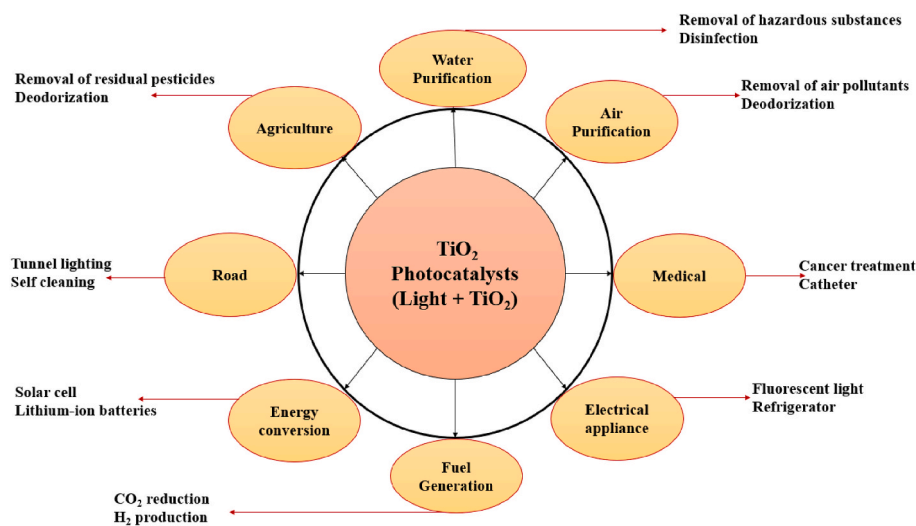 Removal of hazardous substances
Disinfection
Water
Purification
Removal of residual pesticides
Deodorization
Agriculture
Removal of air pollutants
Deodorization
Air
Purification
TiO₂
Photocatalysts
(Light + TiO₂)
Tunnel lighting
Self cleaning
Road
Medical
Cancer treatment
Catheter
Solar cell
Lithium-ion batteries
Energy
conversion
Electrical
appliance
Fluorescent light
Refrigerator
Fuel
Generation
CO₂ reduction
H₂ production